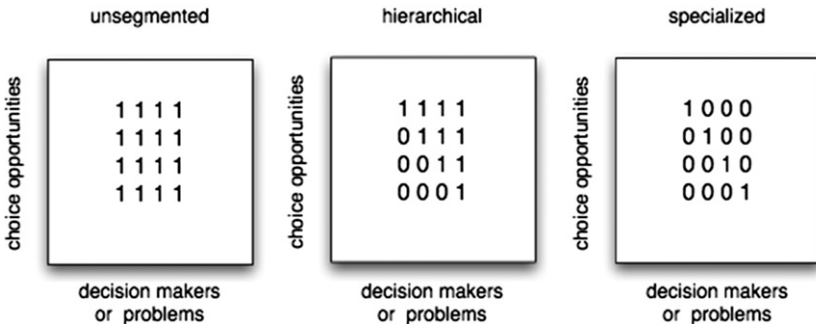 unsegmented
choice opportunities
1 1 1 1
1 1 1 1
1 1 1 1
1 1 1 1
decision makers
or problems
hierarchical
choice opportunities
1 1 1 1
0 1 1 1
0 0 1 1
0 0 0 1
decision makers
or problems
specialized
choice opportunities
1 0 0 0
0 1 0 0
0 0 1 0
0 0 0 1
decision makers
or problems